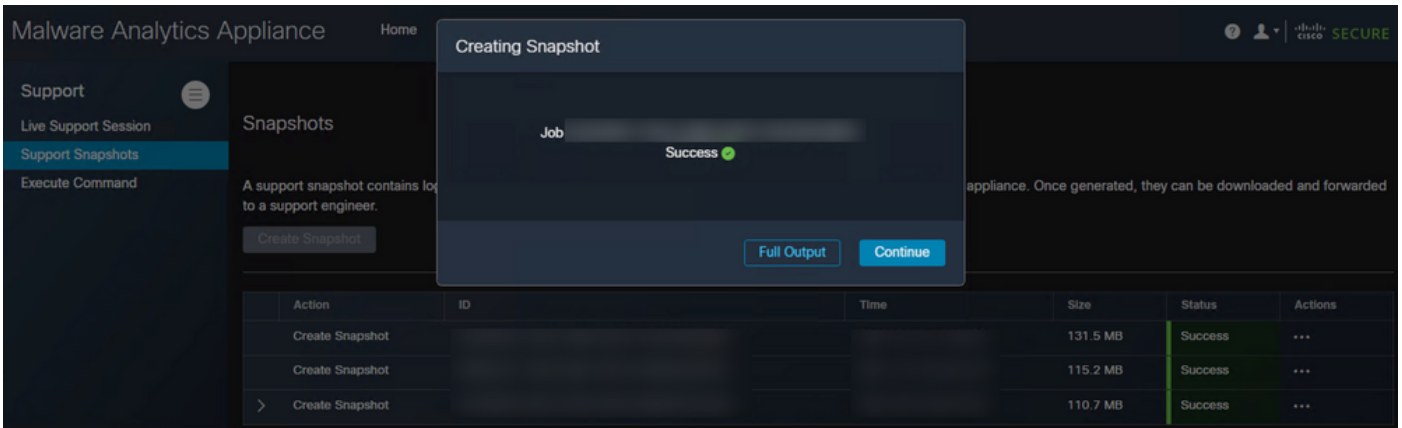 Malware Analytics Appliance
Home
cisco SECURE
Support
Live Support Session
Support Snapshots
Execute Command
Snapshots
A support snapshot contains
appliance. Once generated, they can be downloaded and forwarded
to a support engineer.
Create Snapshot
Creating Snapshot
Job
Success
Full Output
Continue
Action ID Time Size Status Actions
Create Snapshot 131.5 MB Success ...
Create Snapshot 115.2 MB Success ...
Create Snapshot 110.7 MB Success ...